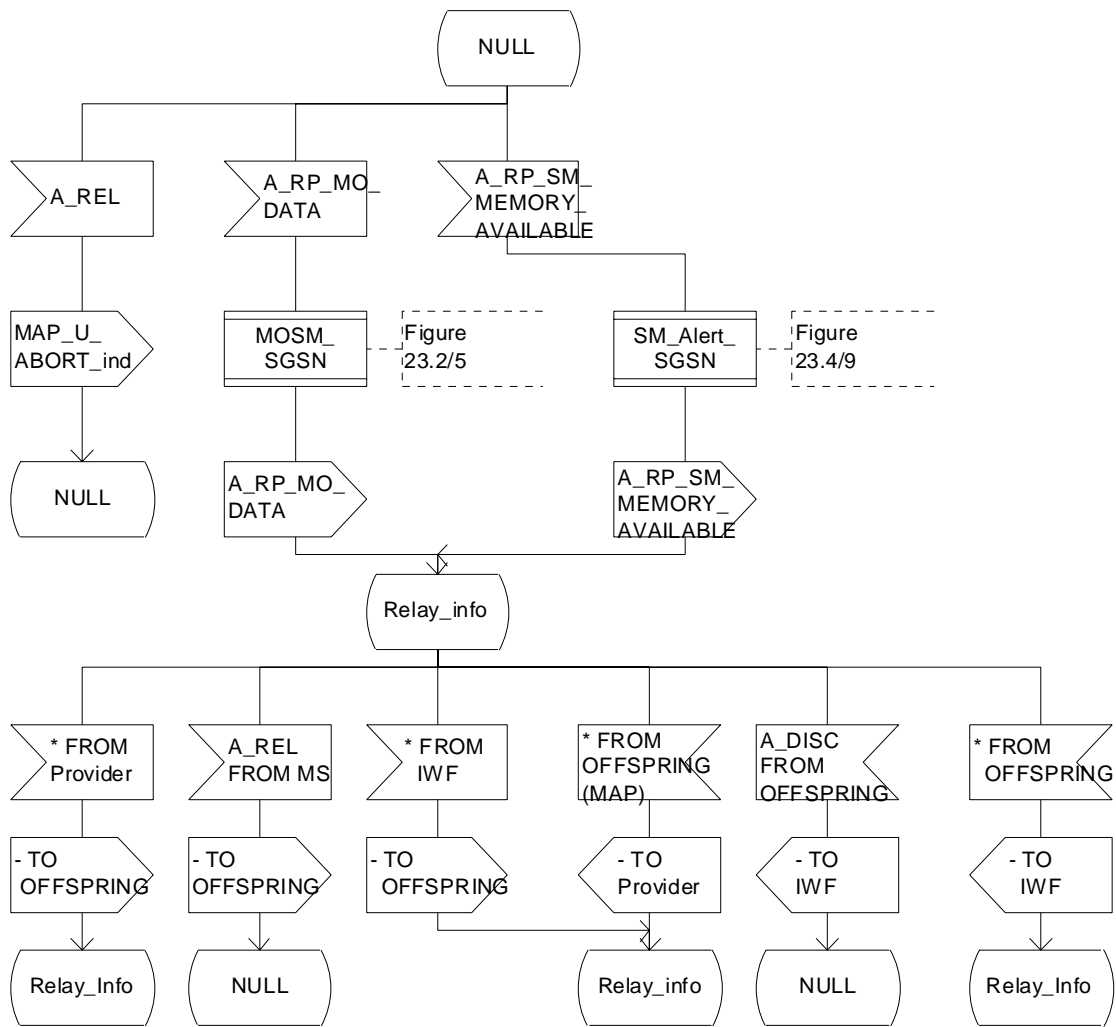 NULL
A_REL
A_RP_MO_
DATA
A_RP_SM_
MEMORY_
AVAILABLE
MAP_U_
ABORT_ind
MOSM_
SGSN
Figure
23.2/5
SM_Alert_
SGSN
Figure
23.4/9
NULL
A_RP_MO_
DATA
A_RP_SM_
MEMORY_
AVAILABLE
Relay_info
* FROM
Provider
A_REL
FROM MS
* FROM
IWF
* FROM
OFFSPRING
(MAP)
A_DISC
FROM
OFFSPRING
* FROM
OFFSPRING
- TO
OFFSPRING
- TO
OFFSPRING
- TO
OFFSPRING
- TO
Provider
- TO
IWF
- TO
IWF
Relay_Info
NULL
Relay_info
NULL
Relay_Info